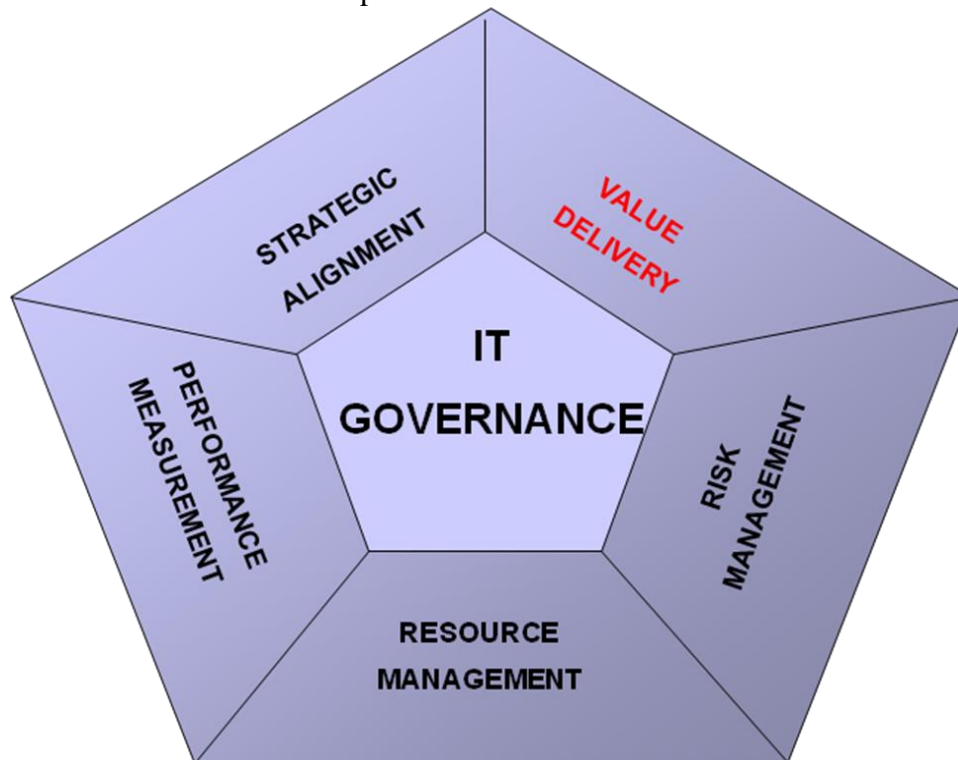 STRATEGIC
ALIGNMENT
VALUE
DELIVERY
IT
GOVERNANCE
PERFORMANCE
MEASUREMENT
RISK
MANAGEMENT
RESOURCE
MANAGEMENT